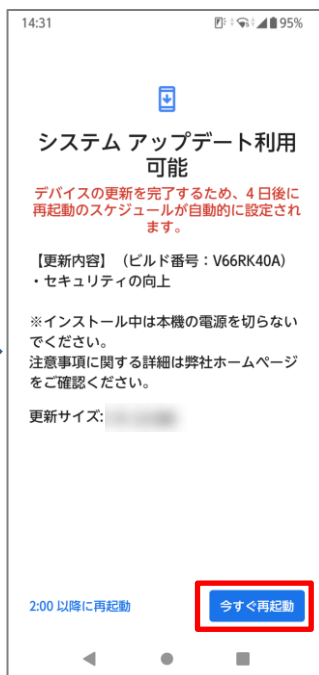 14:31 95%
システム アップデート利用
可能
デバイスの更新を完了するため、4 日後に
再起動のスケジュールが自動的に設定され
ます。
【更新内容】（ビルド番号：V66RK40A）
・セキュリティの向上
※インストール中は本機の電源を切らない
でください。
注意事項に関する詳細は弊社ホームページ
をご確認ください。
更新サイズ:
2:00 以降に再起動 今すぐ再起動